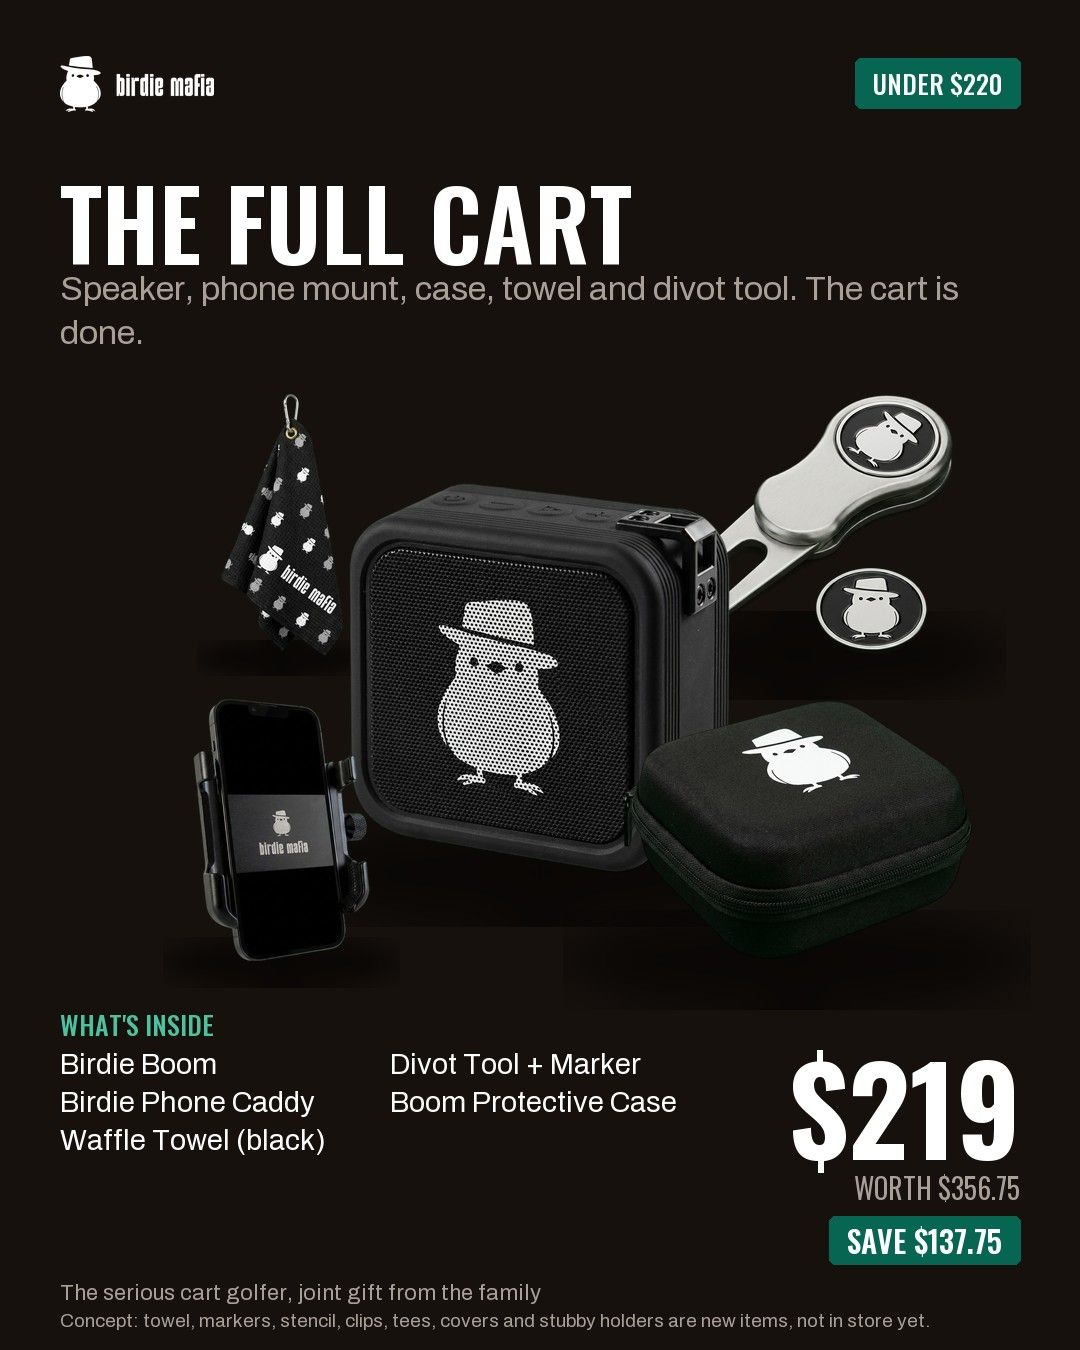 birdie mafia
UNDER $220
THE FULL CART
Speaker, phone mount, case, towel and divot tool. The cart is
done.
birdie mafia
birdie mafia
WHAT'S INSIDE
Birdie Boom
Birdie Phone Caddy
Waffle Towel (black)
Divot Tool + Marker
Boom Protective Case
$219
WORTH $356.75
SAVE $137.75
The serious cart golfer, joint gift from the family
Concept: towel, markers, stencil, clips, tees, covers and stubby holders are new items, not in store yet.